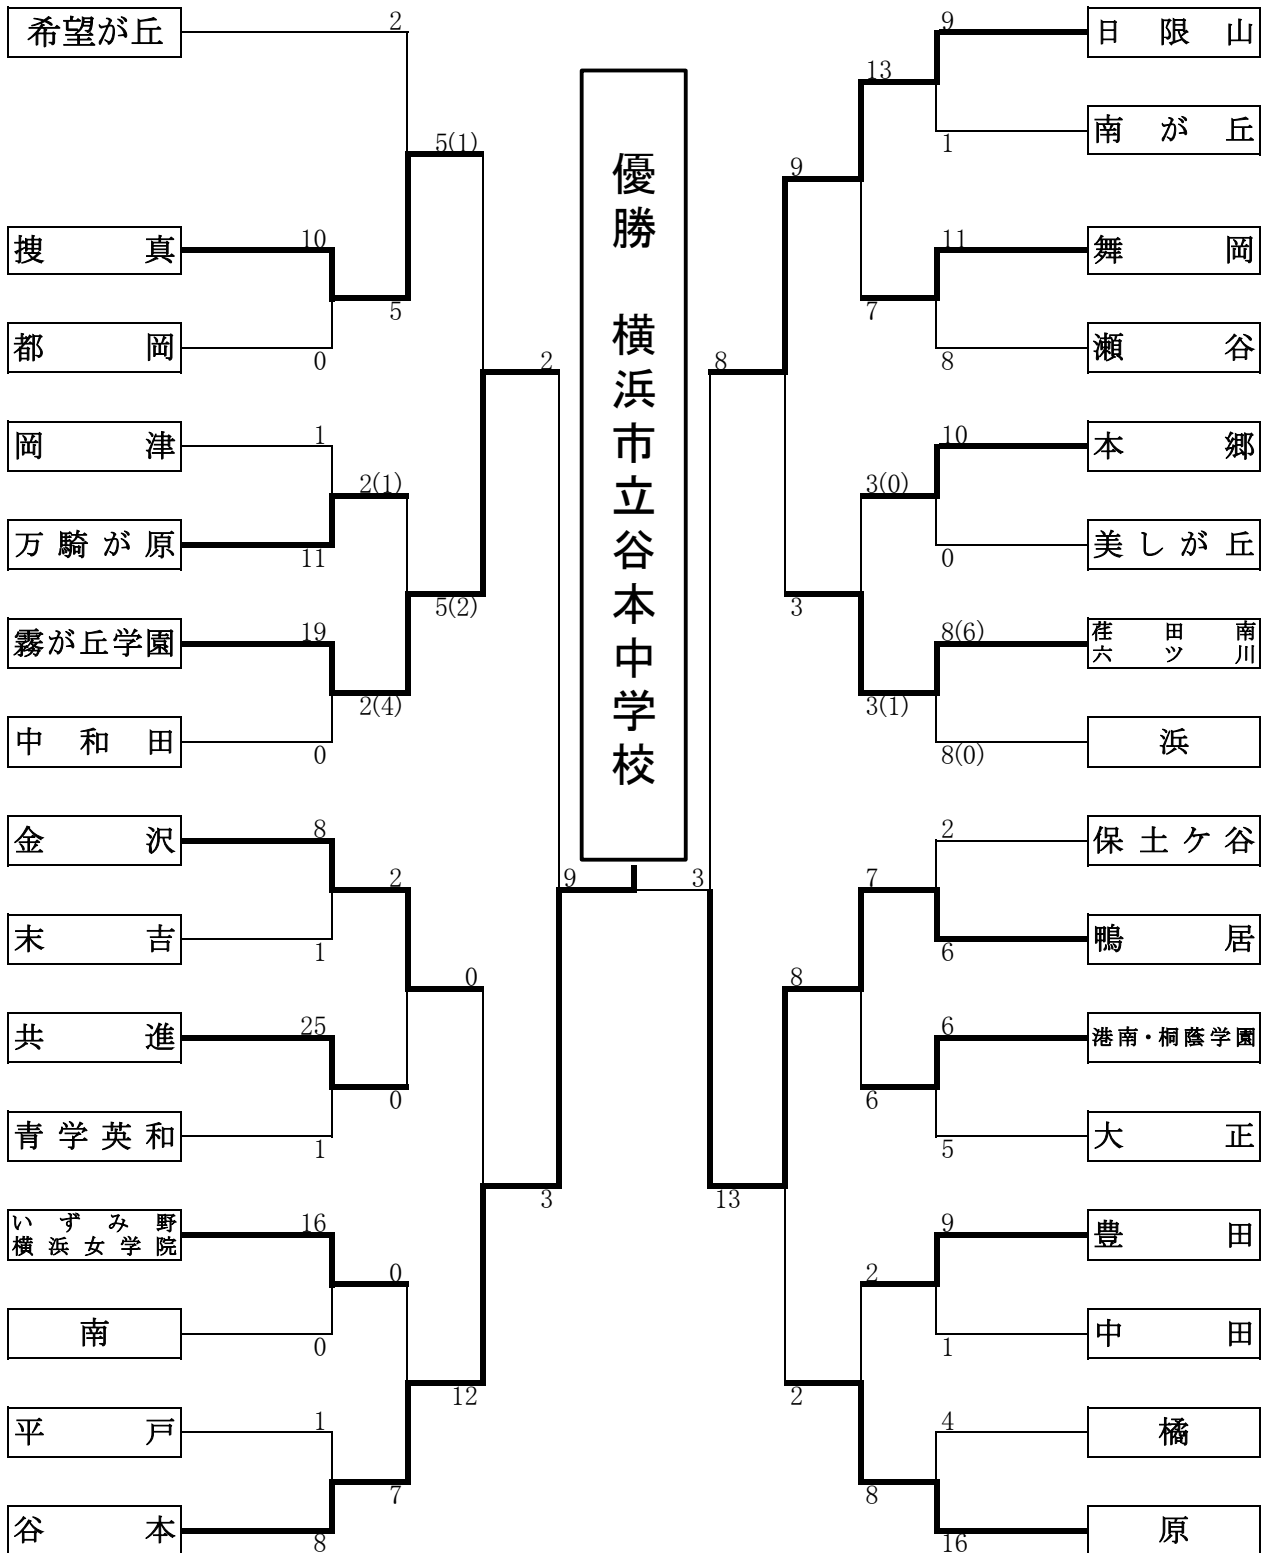 希望が丘
2
5(1)
捜真
10
5
都岡
0
2
岡津
1
2(1)
万騎が原
11
5(2)
霧が丘学園
19
2(4)
中和田
0
金沢
8
2
末吉
1
0
共進
25
0
青学英和
1
3
いずみ野
横浜女学院
16
0
南
0
12
平戸
1
7
谷本
8
優勝 横浜市立谷本中学校
9
3
9
日限山
13
1
南が丘
9
11
舞岡
7
8
瀬谷
8
10
本郷
3(0)
0
美しが丘
3
8(6)
荏田南
六ツ川
3(1)
8(0)
浜
2
保土ケ谷
7
6
鴨居
8
6
港南・桐蔭学園
6
5
大正
13
9
豊田
2
1
中田
2
4
橘
8
16
原